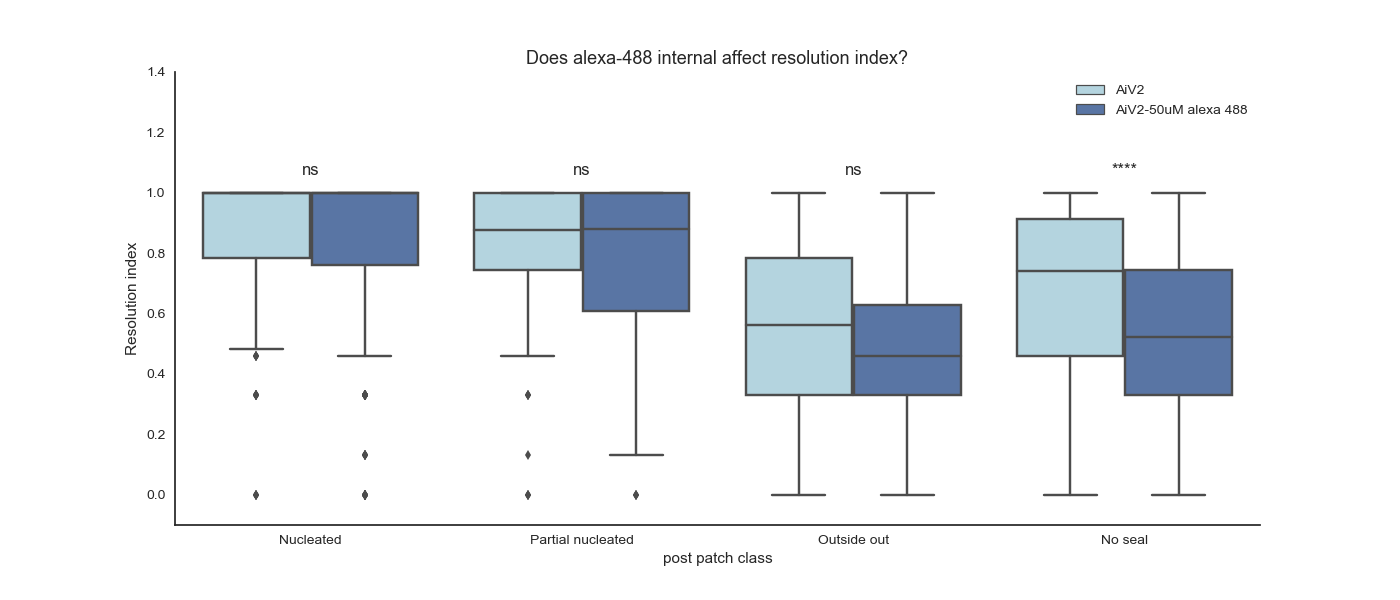 Does alexa-488 internal affect resolution index?
AiV2
AiV2-50uM alexa 488
1.4
1.2
1.0
0.8
0.6
0.4
0.2
0.0
Resolution index
ns
ns
ns
****
Nucleated
Partial nucleated
Outside out
No seal
post patch class